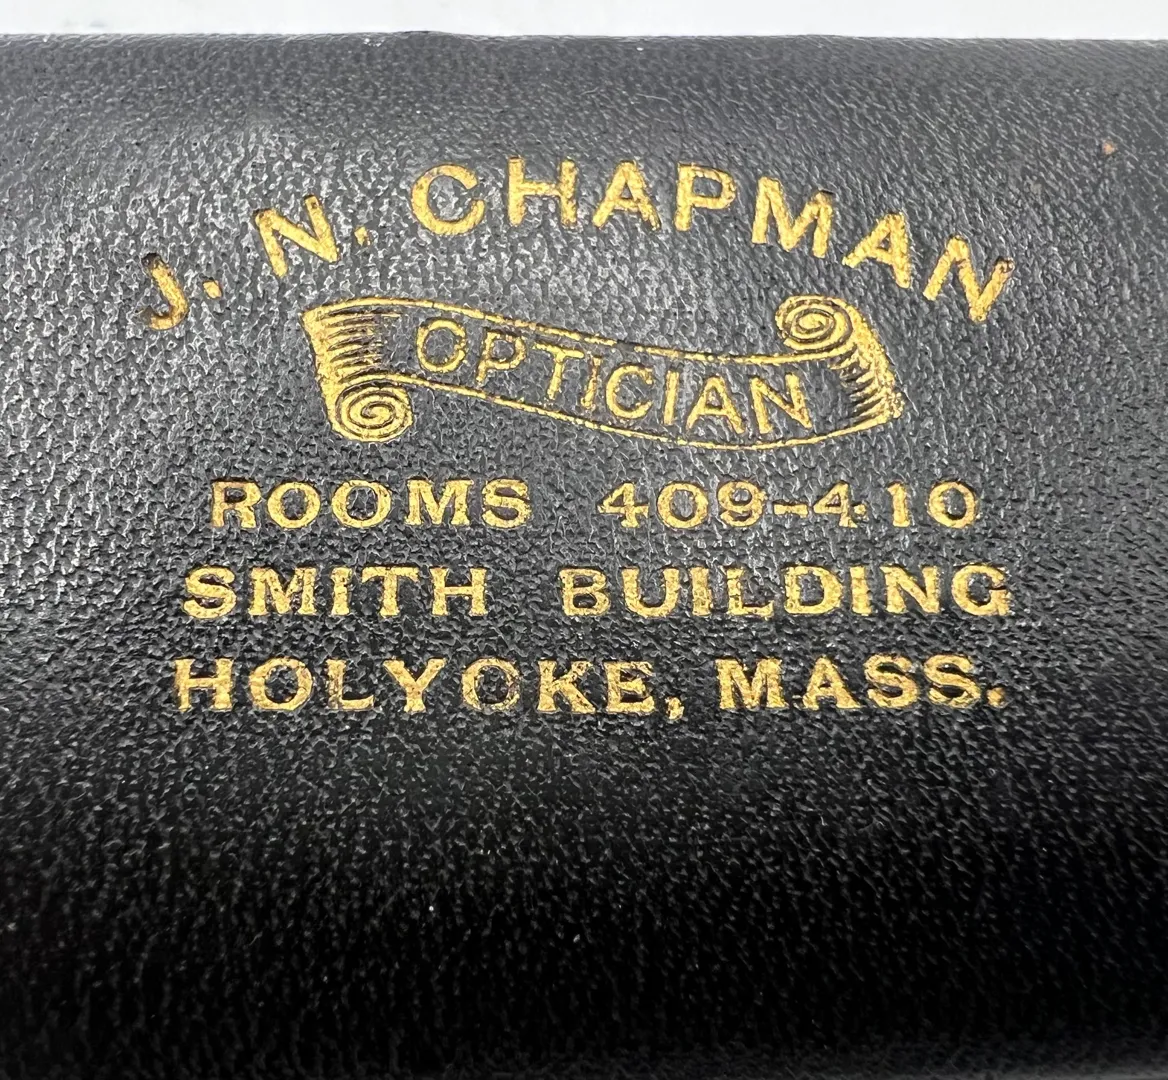 J. N. CHAPMAN
OPTICIAN
ROOMS 409-410
SMITH BUILDING
HOLYOKE, MASS.